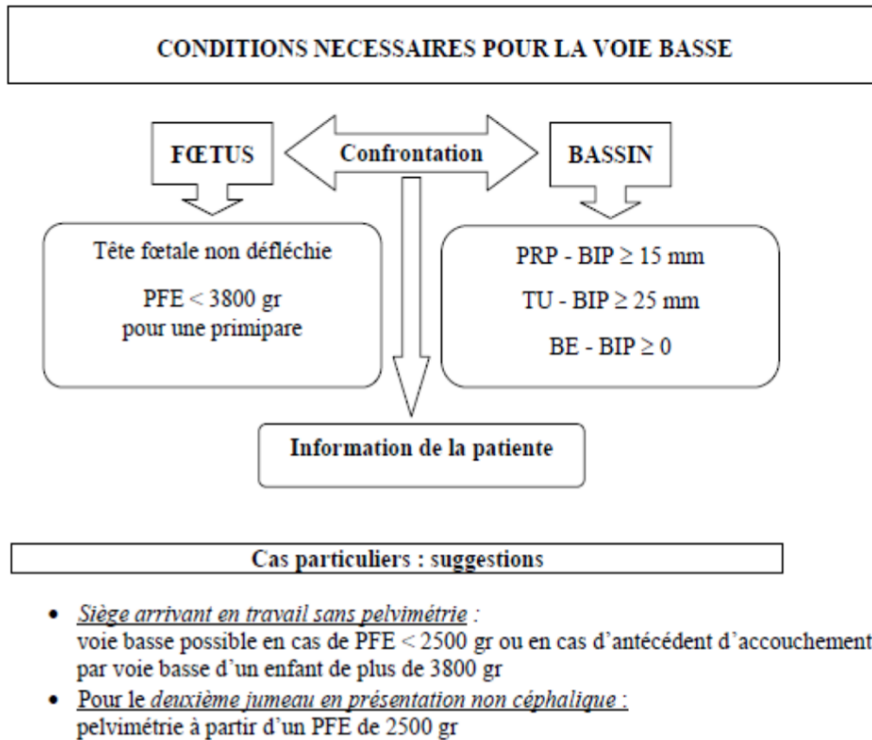 CONDITIONS NECESSAIRES POUR LA VOIE BASSE
FŒTUS
Confrontation
BASSIN
Tête fœtale non défléchie
PFE < 3800 gr
pour une primipare
PRP - BIP ≥ 15 mm
TU - BIP ≥ 25 mm
BE - BIP ≥ 0
Information de la patiente
Cas particuliers : suggestions
• Siège arrivant en travail sans pelvimétrie :
voie basse possible en cas de PFE < 2500 gr ou en cas d'antécédent d'accouchement
par voie basse d'un enfant de plus de 3800 gr
• Pour le deuxième jumeau en présentation non céphalique :
pelvimétrie à partir d'un PFE de 2500 gr